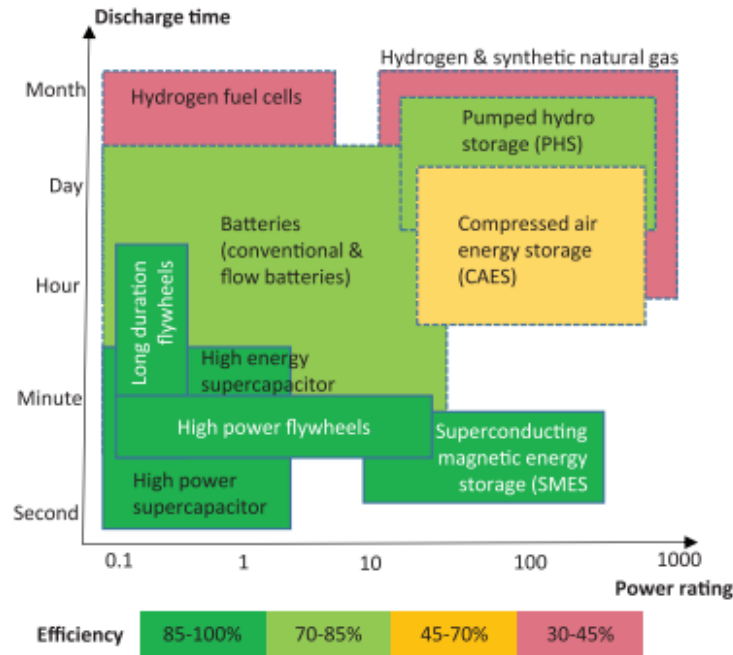 Discharge time
Hydrogen & synthetic natural gas
Month
Hydrogen fuel cells
Pumped hydro
storage (PHS)
Day
Batteries
(conventional &
flow batteries)
Compressed air
energy storage
(CAES)
Hour
Long duration
flywheels
High energy
supercapacitor
Minute
High power flywheels
Superconducting
magnetic energy
storage (SMES
High power
supercapacitor
Second
0.1
1
10
100
1000
Power rating
Efficiency
85-100%
70-85%
45-70%
30-45%